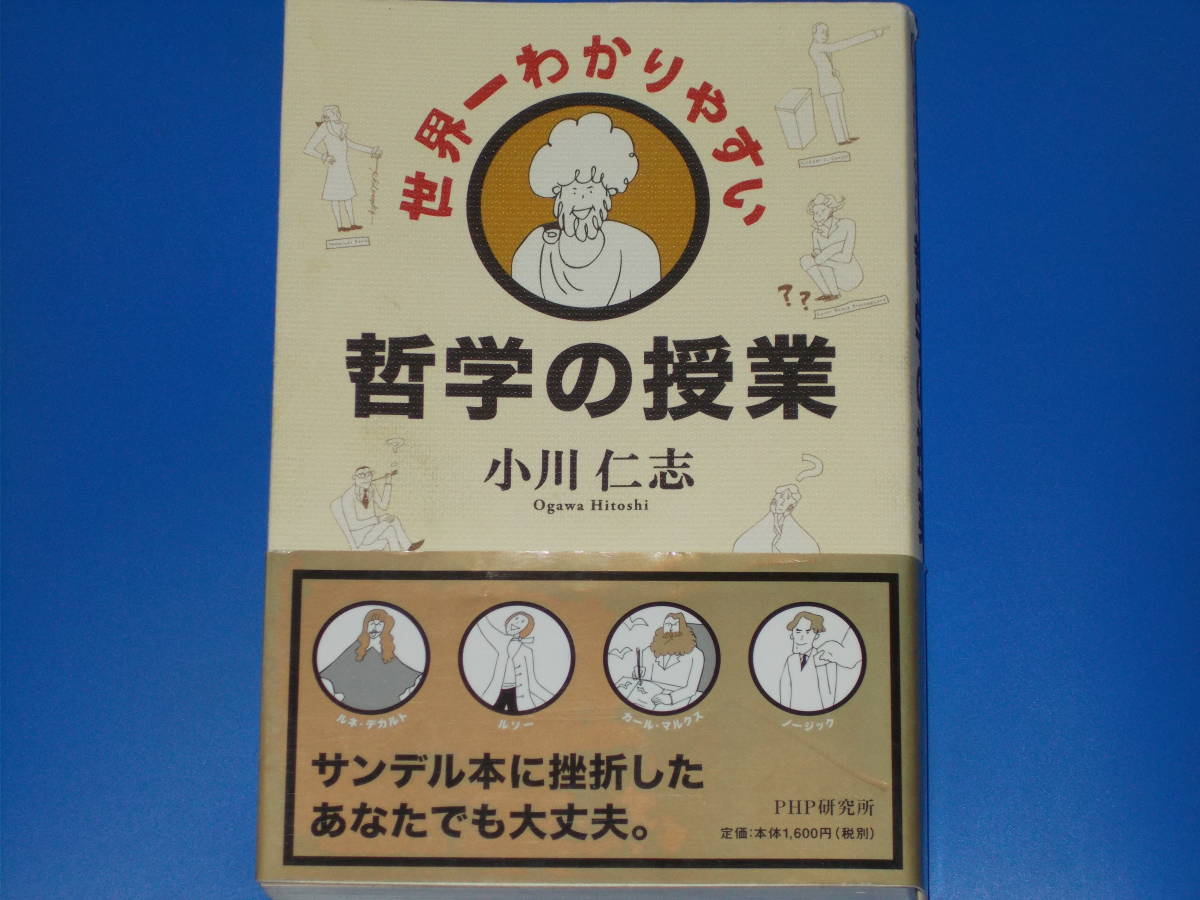 世界一わかりやすい
哲学の授業
小川 仁志
Ogawa Hitoshi
?
?
? ?
?
ルネ・デカルト
ルソー
カール・マルクス
ノージック
サンデル本に挫折した
あなたでも大丈夫。
PHP研究所
定価:本体1,600円(税別)